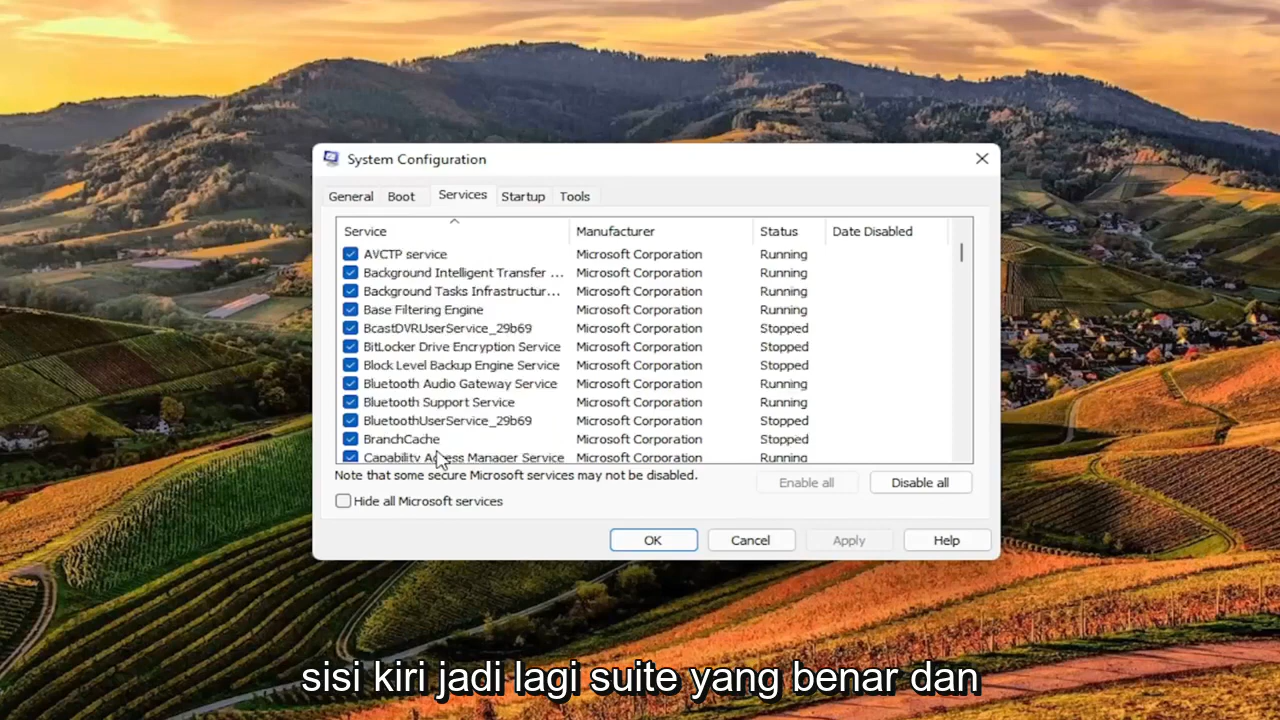 System Configuration
General Boot Services Startup Tools
Service Manufacturer Status Date Disabled
AVCTP service Microsoft Corporation Running
Background Intelligent Transfer ... Microsoft Corporation Running
Background Tasks Infrastructur... Microsoft Corporation Running
Base Filtering Engine Microsoft Corporation Running
BcastDVRUserService_29b69 Microsoft Corporation Stopped
BitLocker Drive Encryption Service Microsoft Corporation Stopped
Block Level Backup Engine Service Microsoft Corporation Stopped
Bluetooth Audio Gateway Service Microsoft Corporation Running
Bluetooth Support Service Microsoft Corporation Running
BluetoothUserService_29b69 Microsoft Corporation Stopped
BranchCache Microsoft Corporation Stopped
Capability Access Manager Service Microsoft Corporation Running
Note that some secure Microsoft services may not be disabled.
Enable all Disable all
Hide all Microsoft services
OK Cancel Apply Help
sisi kiri jadi lagi suite yang benar dan